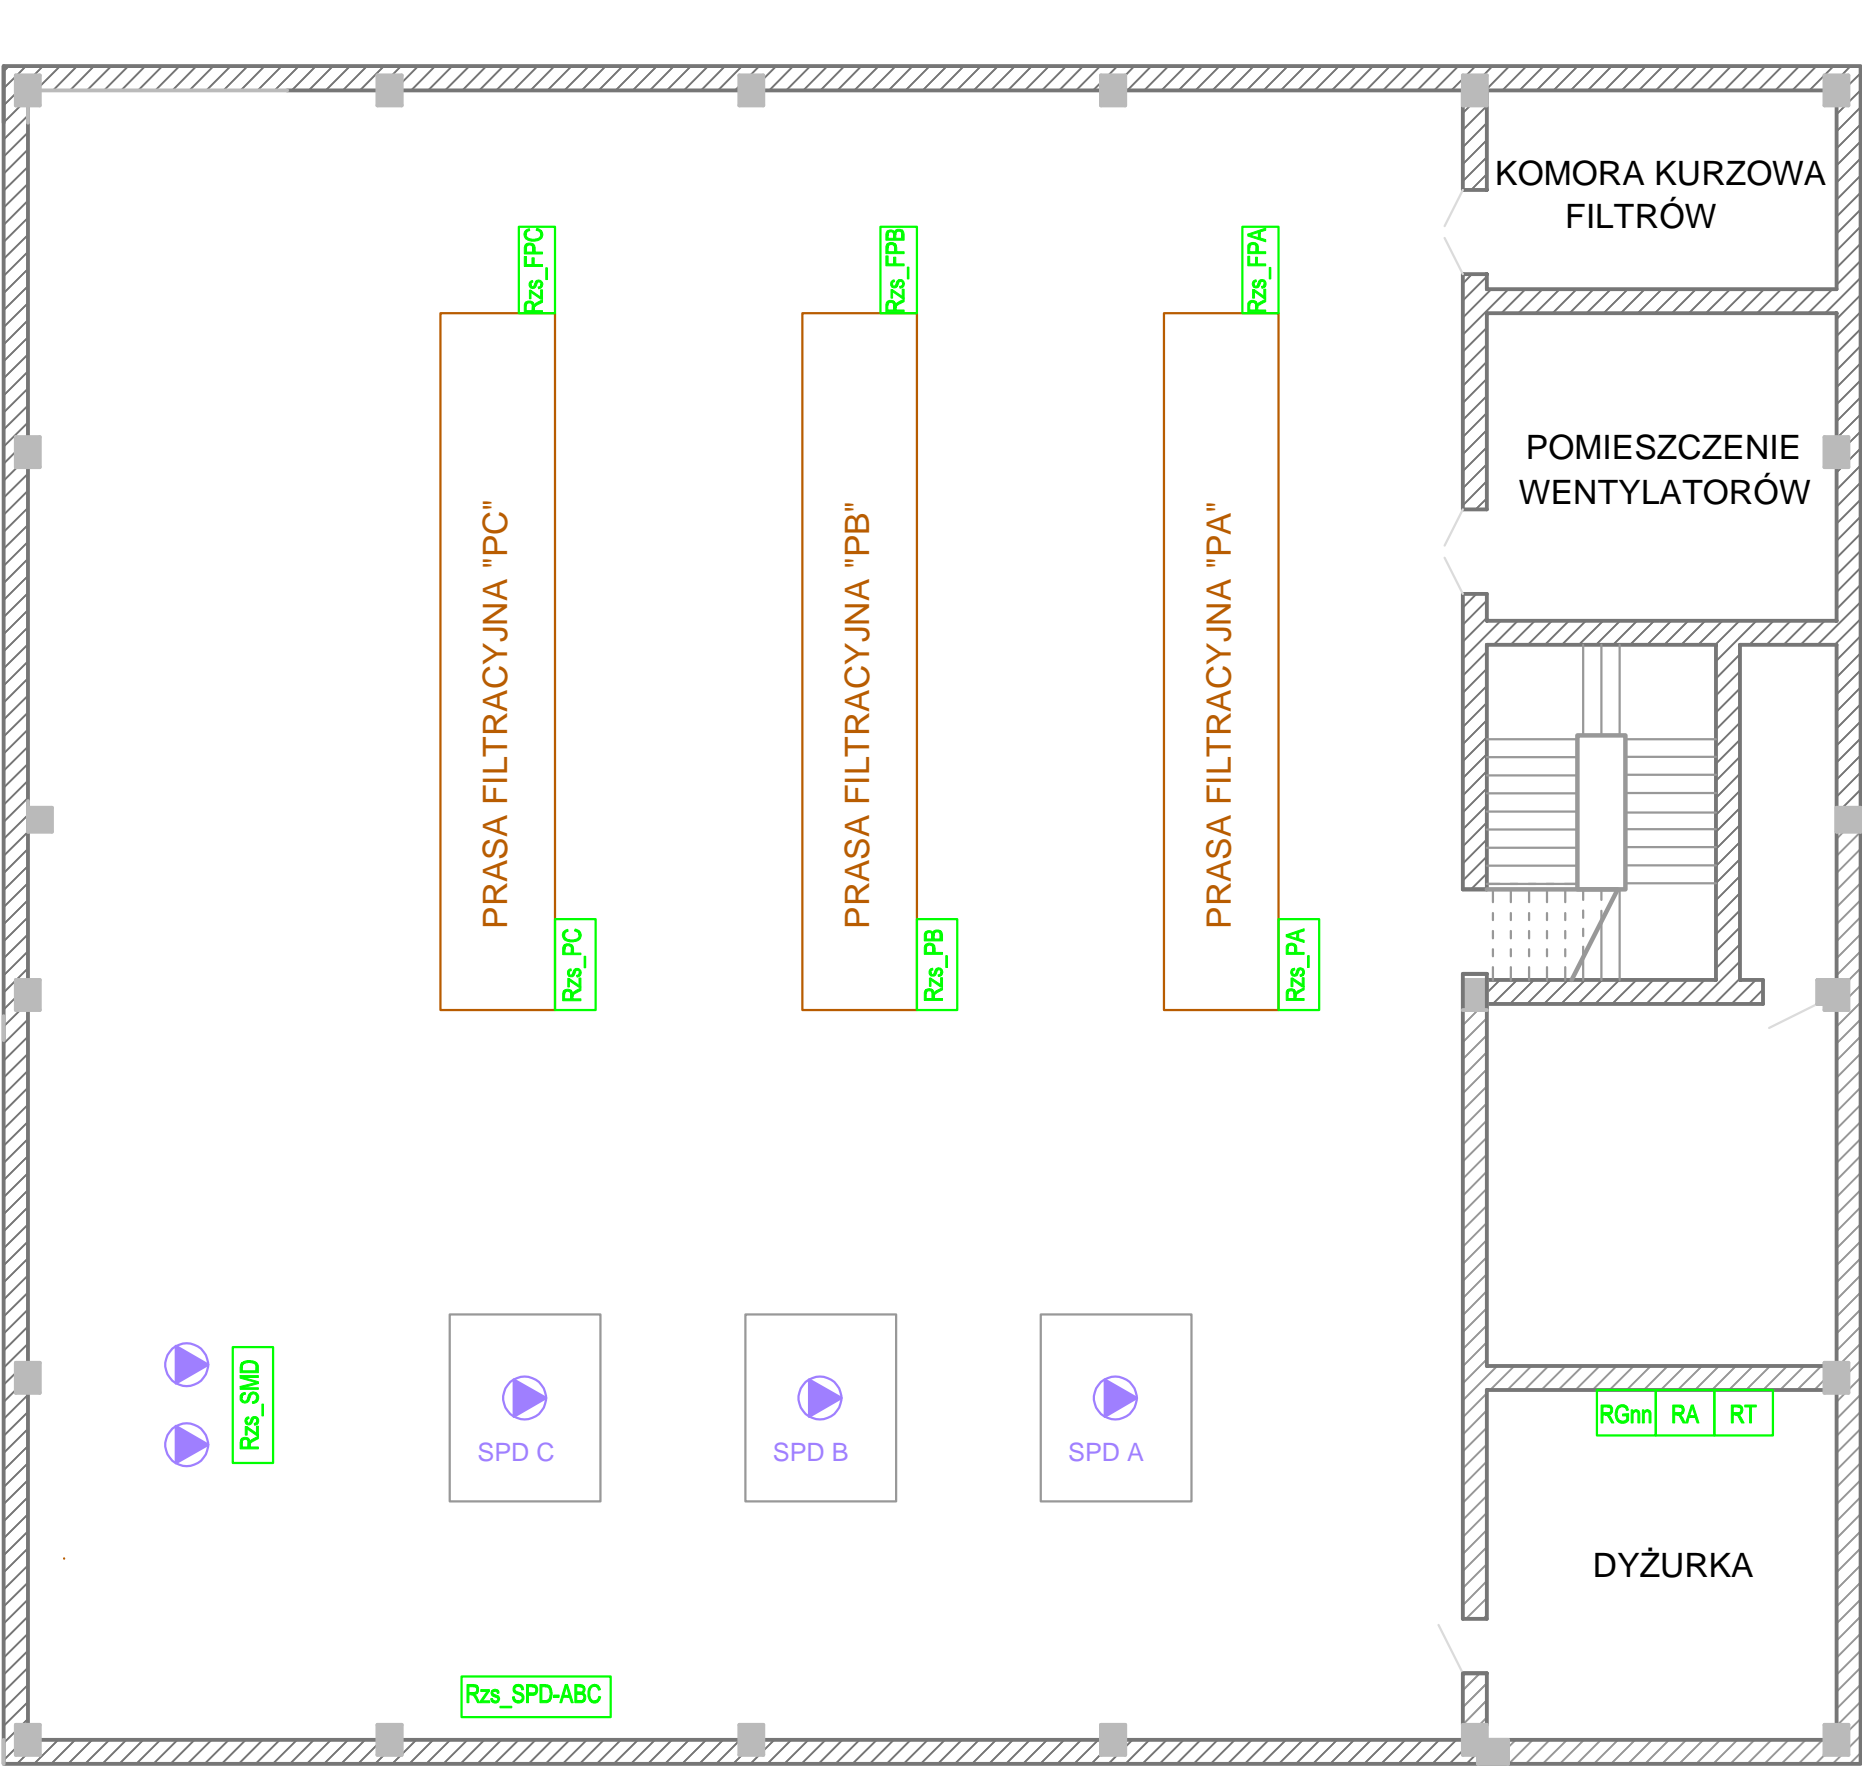 KOMORA KURZOWA
FILTRÓW
Rzs_FPC
Rzs_FPB
Rzs_FPA
POMIESZCZENIE
WENTYLATORÓW
PRASA FILTRACYJNA "PC"
PRASA FILTRACYJNA "PB"
PRASA FILTRACYJNA "PA"
Rzs_PC
Rzs_PB
Rzs_PA
Rzs_SMD
SPD C
SPD B
SPD A
RGnn
RA
RT
DYŻURKA
Rzs_SPD-ABC